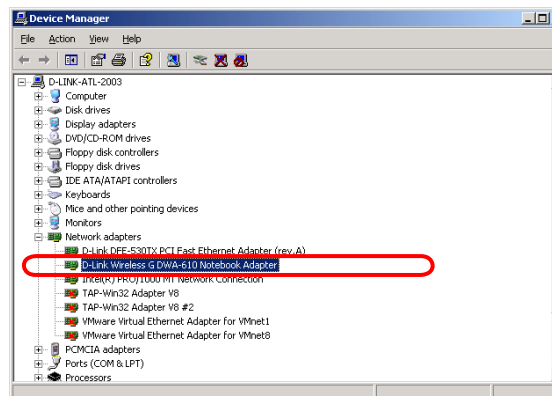 Device Manager
File Action View Help
D-LINK-ATL-2003
Computer
Disk drives
Display adapters
DVD/CD-ROM drives
Floppy disk controllers
Floppy disk drives
IDE ATA/ATAPI controllers
Keyboards
Mice and other pointing devices
Monitors
Network adapters
D-Link DFE-530TX PCI Fast Ethernet Adapter (rev.A)
D-Link Wireless G DWA-610 Notebook Adapter
Intel(R) PRO/1000 MT Network Connection
TAP-Win32 Adapter V8
TAP-Win32 Adapter V8 #2
VMware Virtual Ethernet Adapter for VMnet1
VMware Virtual Ethernet Adapter for VMnet8
PCMCIA adapters
Ports (COM & LPT)
Processors